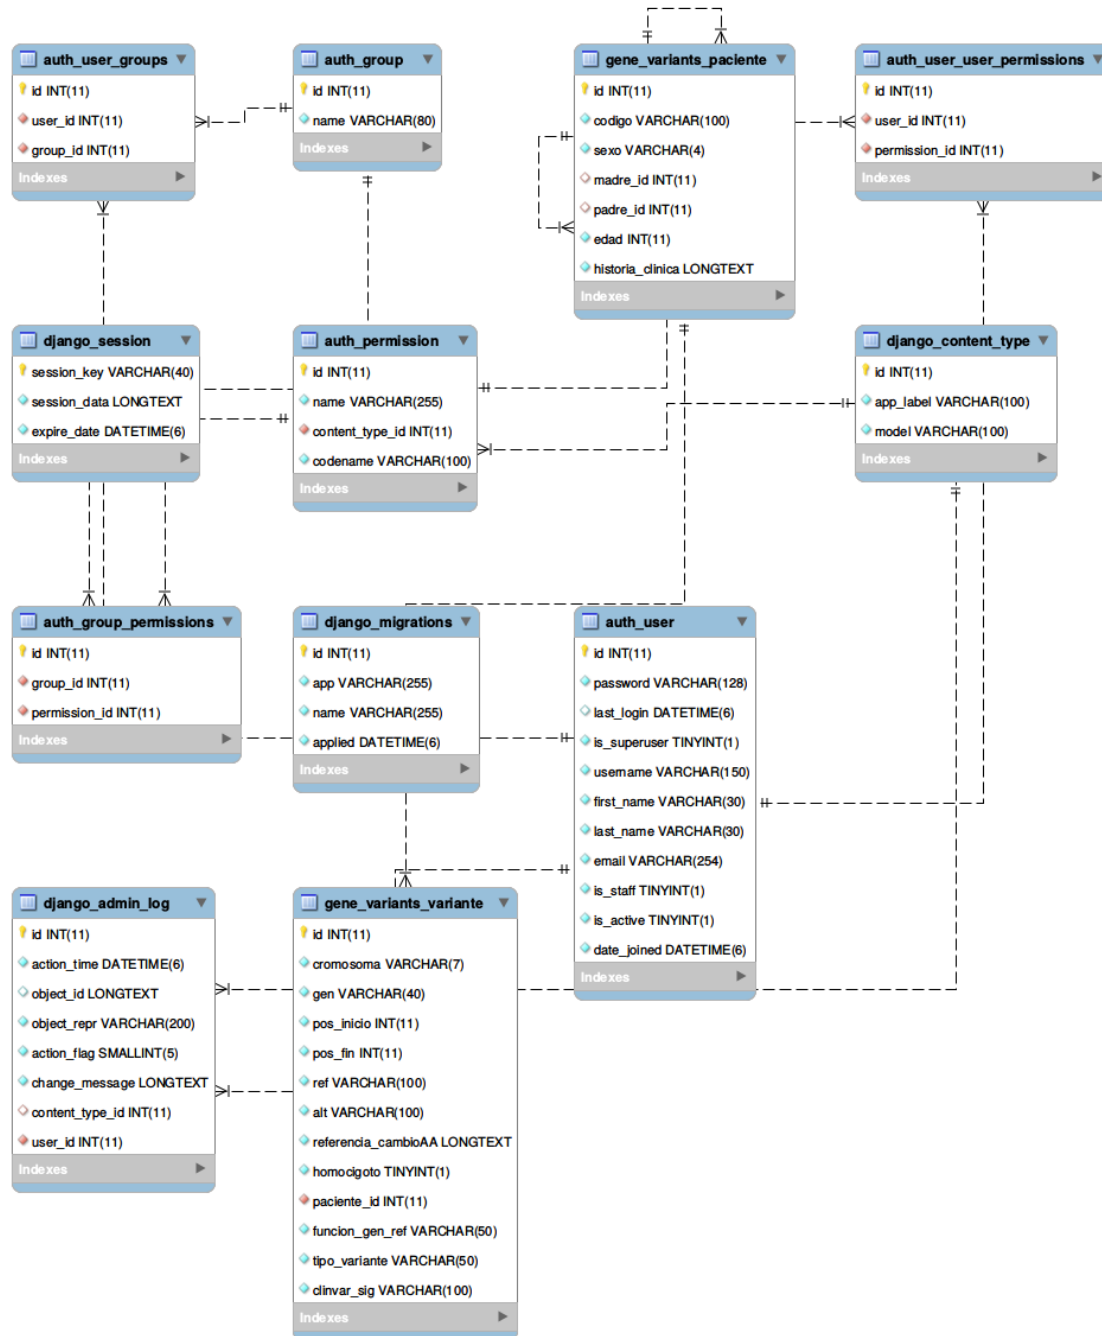 auth_user_groups
id INT(11)
user_id INT(11)
group_id INT(11)
Indexes
auth_group
id INT(11)
name VARCHAR(80)
Indexes
gene_variants_paciente
id INT(11)
codigo VARCHAR(100)
sexo VARCHAR(4)
madre_id INT(11)
padre_id INT(11)
edad INT(11)
historia_clinica LONGTEXT
Indexes
auth_user_user_permissions
id INT(11)
user_id INT(11)
permission_id INT(11)
Indexes
django_session
session_key VARCHAR(40)
session_data LONGTEXT
expire_date DATETIME(6)
Indexes
auth_permission
id INT(11)
name VARCHAR(255)
content_type_id INT(11)
codename VARCHAR(100)
Indexes
django_content_type
id INT(11)
app_label VARCHAR(100)
model VARCHAR(100)
Indexes
auth_group_permissions
id INT(11)
group_id INT(11)
permission_id INT(11)
Indexes
django_migrations
id INT(11)
app VARCHAR(255)
name VARCHAR(255)
applied DATETIME(6)
Indexes
auth_user
id INT(11)
password VARCHAR(128)
last_login DATETIME(6)
is_superuser TINYINT(1)
username VARCHAR(150)
first_name VARCHAR(30)
last_name VARCHAR(30)
email VARCHAR(254)
is_staff TINYINT(1)
is_active TINYINT(1)
date_joined DATETIME(6)
Indexes
django_admin_log
id INT(11)
action_time DATETIME(6)
object_id LONGTEXT
object_repr VARCHAR(200)
action_flag SMALLINT(5)
change_message LONGTEXT
content_type_id INT(11)
user_id INT(11)
Indexes
gene_variants_variante
id INT(11)
cromosoma VARCHAR(7)
gen VARCHAR(40)
pos_inicio INT(11)
pos_fin INT(11)
ref VARCHAR(100)
alt VARCHAR(100)
referencia_cambioAA LONGTEXT
homocigoto TINYINT(1)
paciente_id INT(11)
funcion_gen_ref VARCHAR(50)
tipo_variante VARCHAR(50)
clinvar_sig VARCHAR(100)
Indexes